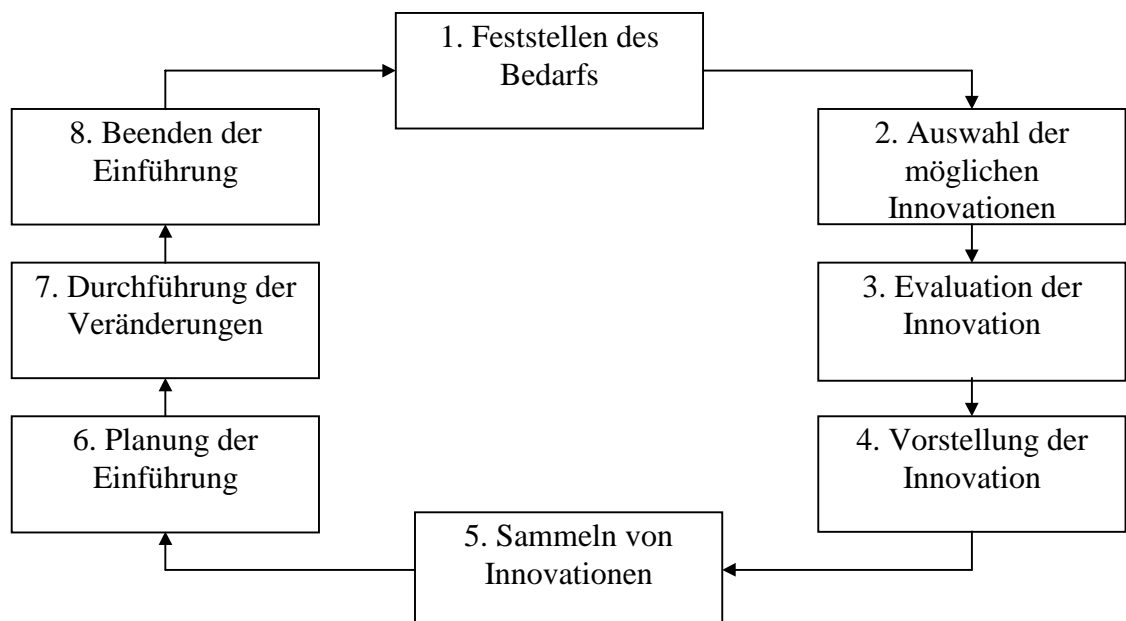 1. Feststellen des
Bedarfs
2. Auswahl der
möglichen
Innovationen
3. Evaluation der
Innovation
4. Vorstellung der
Innovation
5. Sammeln von
Innovationen
6. Planung der
Einführung
7. Durchführung der
Veränderungen
8. Beenden der
Einführung